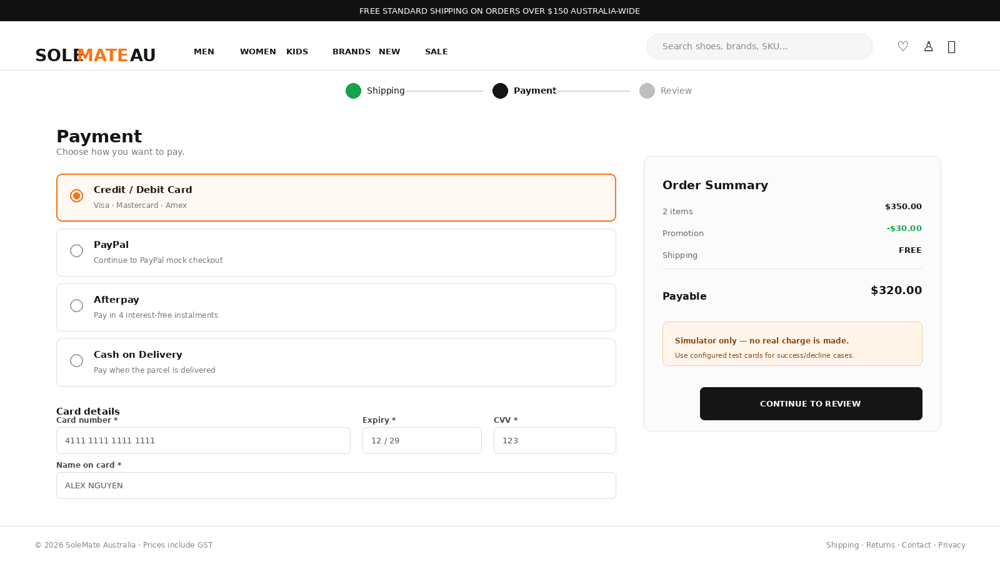 FREE STANDARD SHIPPING ON ORDERS OVER $150 AUSTRALIA-WIDE
SOLEMATE AU
MEN WOMEN KIDS BRANDS NEW SALE
Search shoes, brands, SKU...
Shipping Payment Review
Payment
Choose how you want to pay.
Credit / Debit Card
Visa · Mastercard · Amex
PayPal
Continue to PayPal mock checkout
Afterpay
Pay in 4 interest-free instalments
Cash on Delivery
Pay when the parcel is delivered
Card details
Card number * Expiry * CVV *
4111 1111 1111 1111 12 / 29 123
Name on card *
ALEX NGUYEN
Order Summary
2 items $350.00
Promotion -$30.00
Shipping FREE
Payable $320.00
Simulator only — no real charge is made.
Use configured test cards for success/decline cases.
CONTINUE TO REVIEW
© 2026 SoleMate Australia · Prices include GST
Shipping · Returns · Contact · Privacy